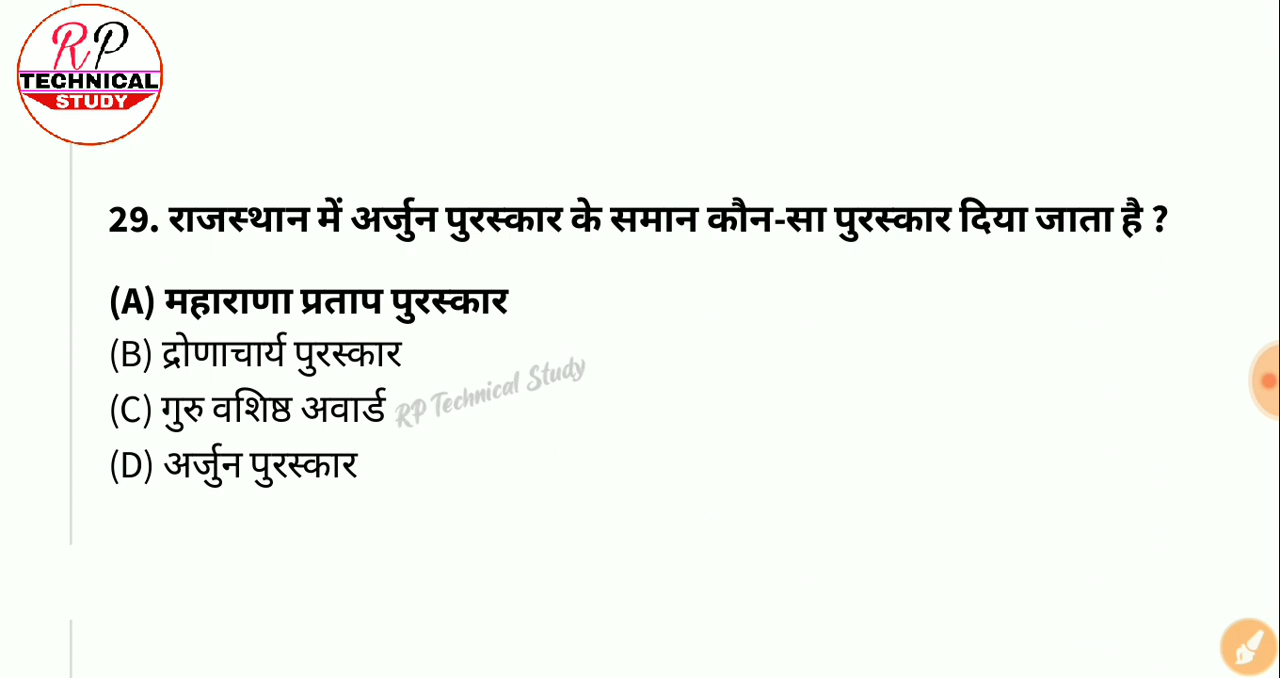 RP
TECHNICAL
STUDY
29. राजस्थान में अर्जुन पुरस्कार के समान कौन-सा पुरस्कार दिया जाता है ?
(A) महाराणा प्रताप पुरस्कार
(B) द्रोणाचार्य पुरस्कार
(C) गुरु वशिष्ठ अवार्ड
RP Technical Study
(D) अर्जुन पुरस्कार